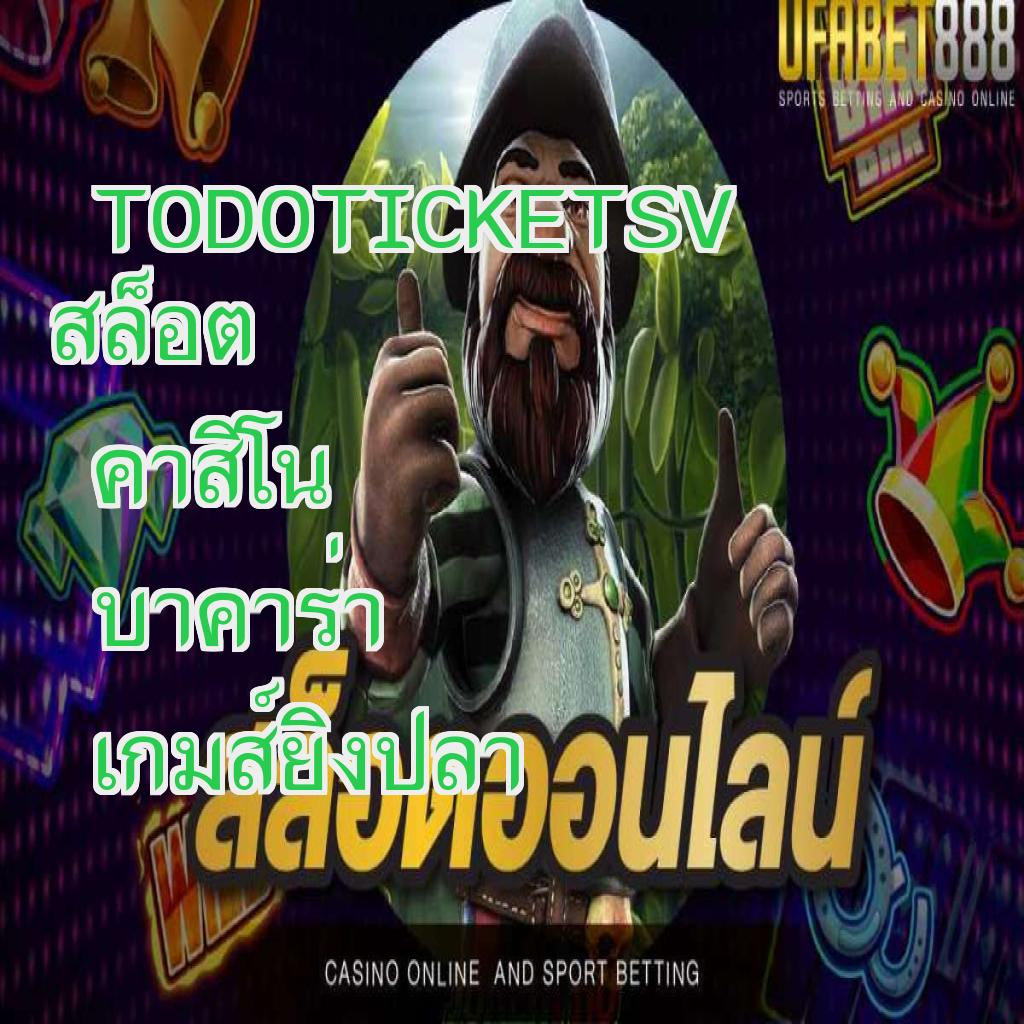 UFABET888
SPORTS BETTING AND CASINO ONLINE
BAR
TODOTICKETSV
สล็อต
คาสิโน
บาคาร่า
เกมส์ยิงปลา
สล็อตออนไลน์
WIN
CASINO ONLINE AND SPORT BETTING